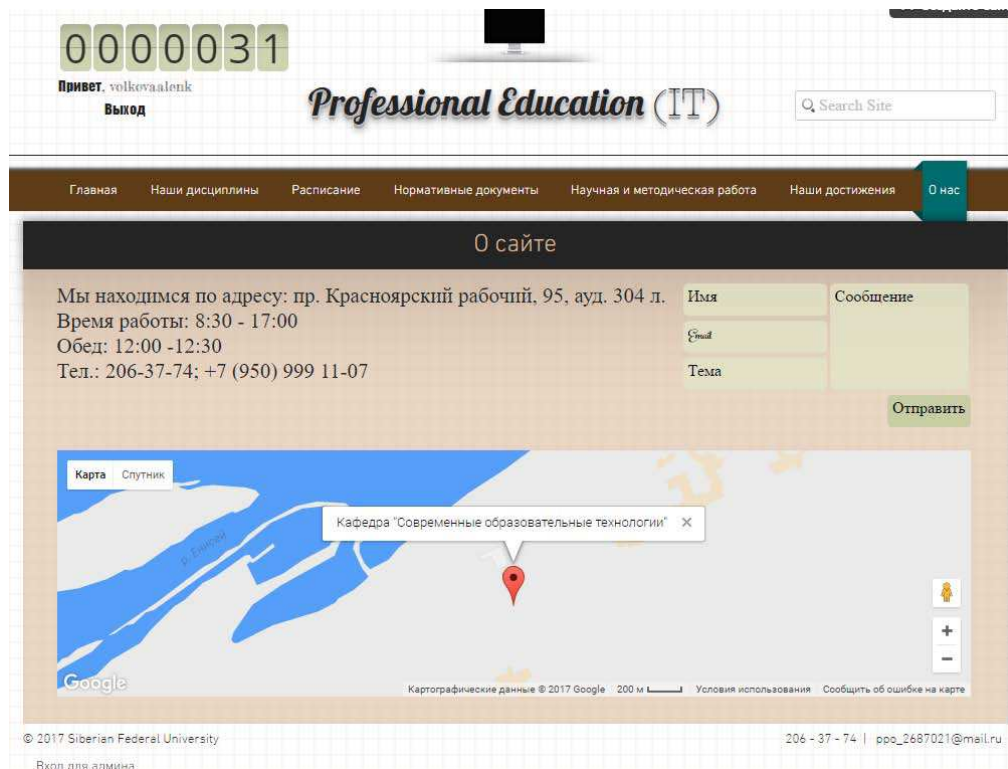 0000031
Привет, volkovaalenk
Выход
Professional Education (IT)
Search Site
Главная Наши дисциплины Расписание Нормативные документы Научная и методическая работа Наши достижения О нас
О сайте
Мы находимся по адресу: пр. Красноярский рабочий, 95, ауд. 304 л.
Время работы: 8:30 - 17:00
Обед: 12:00 -12:30
Тел.: 206-37-74; +7 (950) 999 11-07
Имя
Email
Тема
Сообщение
Отправить
Карта Спутник
Кафедра "Современные образовательные технологии"
р. Енисей
Google
Картографические данные © 2017 Google 200 м Условия использования Сообщить об ошибке на карте
© 2017 Siberian Federal University
206 - 37 - 74 | ppo_2687021@mail.ru
Вход для админа